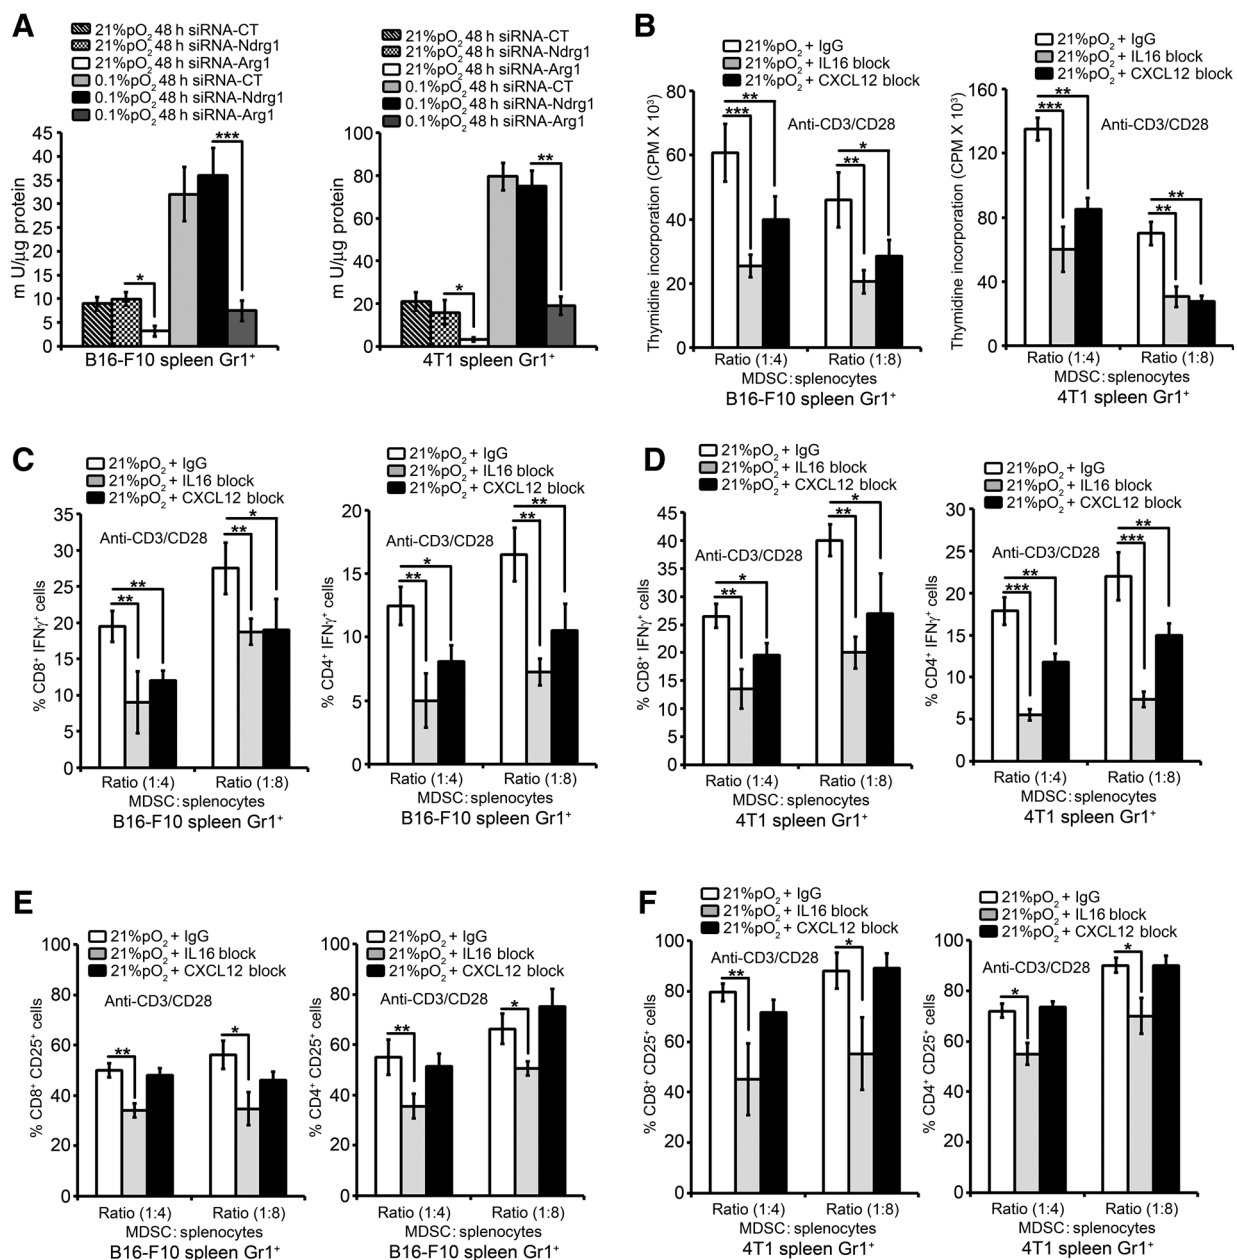 A
21%pO2 48 h siRNA-CT
21%pO2 48 h siRNA-Ndrg1
21%pO2 48 h siRNA-Arg1
0.1%pO2 48 h siRNA-CT
0.1%pO2 48 h siRNA-Ndrg1
0.1%pO2 48 h siRNA-Arg1
m U/µg protein
45
40
35
30
25
20
15
10
5
0
*
***
B16-F10 spleen Gr1+
21%pO2 48 h siRNA-CT
21%pO2 48 h siRNA-Ndrg1
21%pO2 48 h siRNA-Arg1
0.1%pO2 48 h siRNA-CT
0.1%pO2 48 h siRNA-Ndrg1
0.1%pO2 48 h siRNA-Arg1
m U/µg protein
100
80
60
40
20
0
*
**
4T1 spleen Gr1+
B
21%pO2 + IgG
21%pO2 + IL16 block
21%pO2 + CXCL12 block
Thymidine incorporation (CPM X 10³)
80
60
40
20
0
Anti-CD3/CD28
**
***
*
**
Ratio (1:4) Ratio (1:8)
MDSC:splenocytes
B16-F10 spleen Gr1+
21%pO2 + IgG
21%pO2 + IL16 block
21%pO2 + CXCL12 block
Thymidine incorporation (CPM X 10³)
160
120
80
40
0
Anti-CD3/CD28
**
***
**
**
Ratio (1:4) Ratio (1:8)
MDSC:splenocytes
4T1 spleen Gr1+
C
21%pO2 + IgG
21%pO2 + IL16 block
21%pO2 + CXCL12 block
% CD8+ IFNγ+ cells
35
30
25
20
15
10
5
0
Anti-CD3/CD28
**
**
*
**
Ratio (1:4) Ratio (1:8)
MDSC:splenocytes
B16-F10 spleen Gr1+
21%pO2 + IgG
21%pO2 + IL16 block
21%pO2 + CXCL12 block
% CD4+ IFNγ+ cells
20
15
10
5
0
Anti-CD3/CD28
*
**
**
**
Ratio (1:4) Ratio (1:8)
MDSC:splenocytes
B16-F10 spleen Gr1+
D
21%pO2 + IgG
21%pO2 + IL16 block
21%pO2 + CXCL12 block
% CD8+ IFNγ+ cells
45
40
35
30
25
20
15
10
5
0
Anti-CD3/CD28
*
**
*
**
Ratio (1:4) Ratio (1:8)
MDSC:splenocytes
4T1 spleen Gr1+
21%pO2 + IgG
21%pO2 + IL16 block
21%pO2 + CXCL12 block
% CD4+ IFNγ+ cells
30
25
20
15
10
5
0
Anti-CD3/CD28
**
***
**
***
Ratio (1:4) Ratio (1:8)
MDSC:splenocytes
4T1 spleen Gr1+
E
21%pO2 + IgG
21%pO2 + IL16 block
21%pO2 + CXCL12 block
% CD8+ CD25+ cells
100
80
60
40
20
0
Anti-CD3/CD28
**
*
Ratio (1:4) Ratio (1:8)
MDSC:splenocytes
B16-F10 spleen Gr1+
21%pO2 + IgG
21%pO2 + IL16 block
21%pO2 + CXCL12 block
% CD4+ CD25+ cells
100
80
60
40
20
0
Anti-CD3/CD28
**
*
Ratio (1:4) Ratio (1:8)
MDSC:splenocytes
B16-F10 spleen Gr1+
F
21%pO2 + IgG
21%pO2 + IL16 block
21%pO2 + CXCL12 block
% CD8+ CD25+ cells
100
80
60
40
20
0
Anti-CD3/CD28
**
*
Ratio (1:4) Ratio (1:8)
MDSC:splenocytes
4T1 spleen Gr1+
21%pO2 + IgG
21%pO2 + IL16 block
21%pO2 + CXCL12 block
% CD4+ CD25+ cells
100
80
60
40
20
0
Anti-CD3/CD28
*
*
Ratio (1:4) Ratio (1:8)
MDSC:splenocytes
4T1 spleen Gr1+